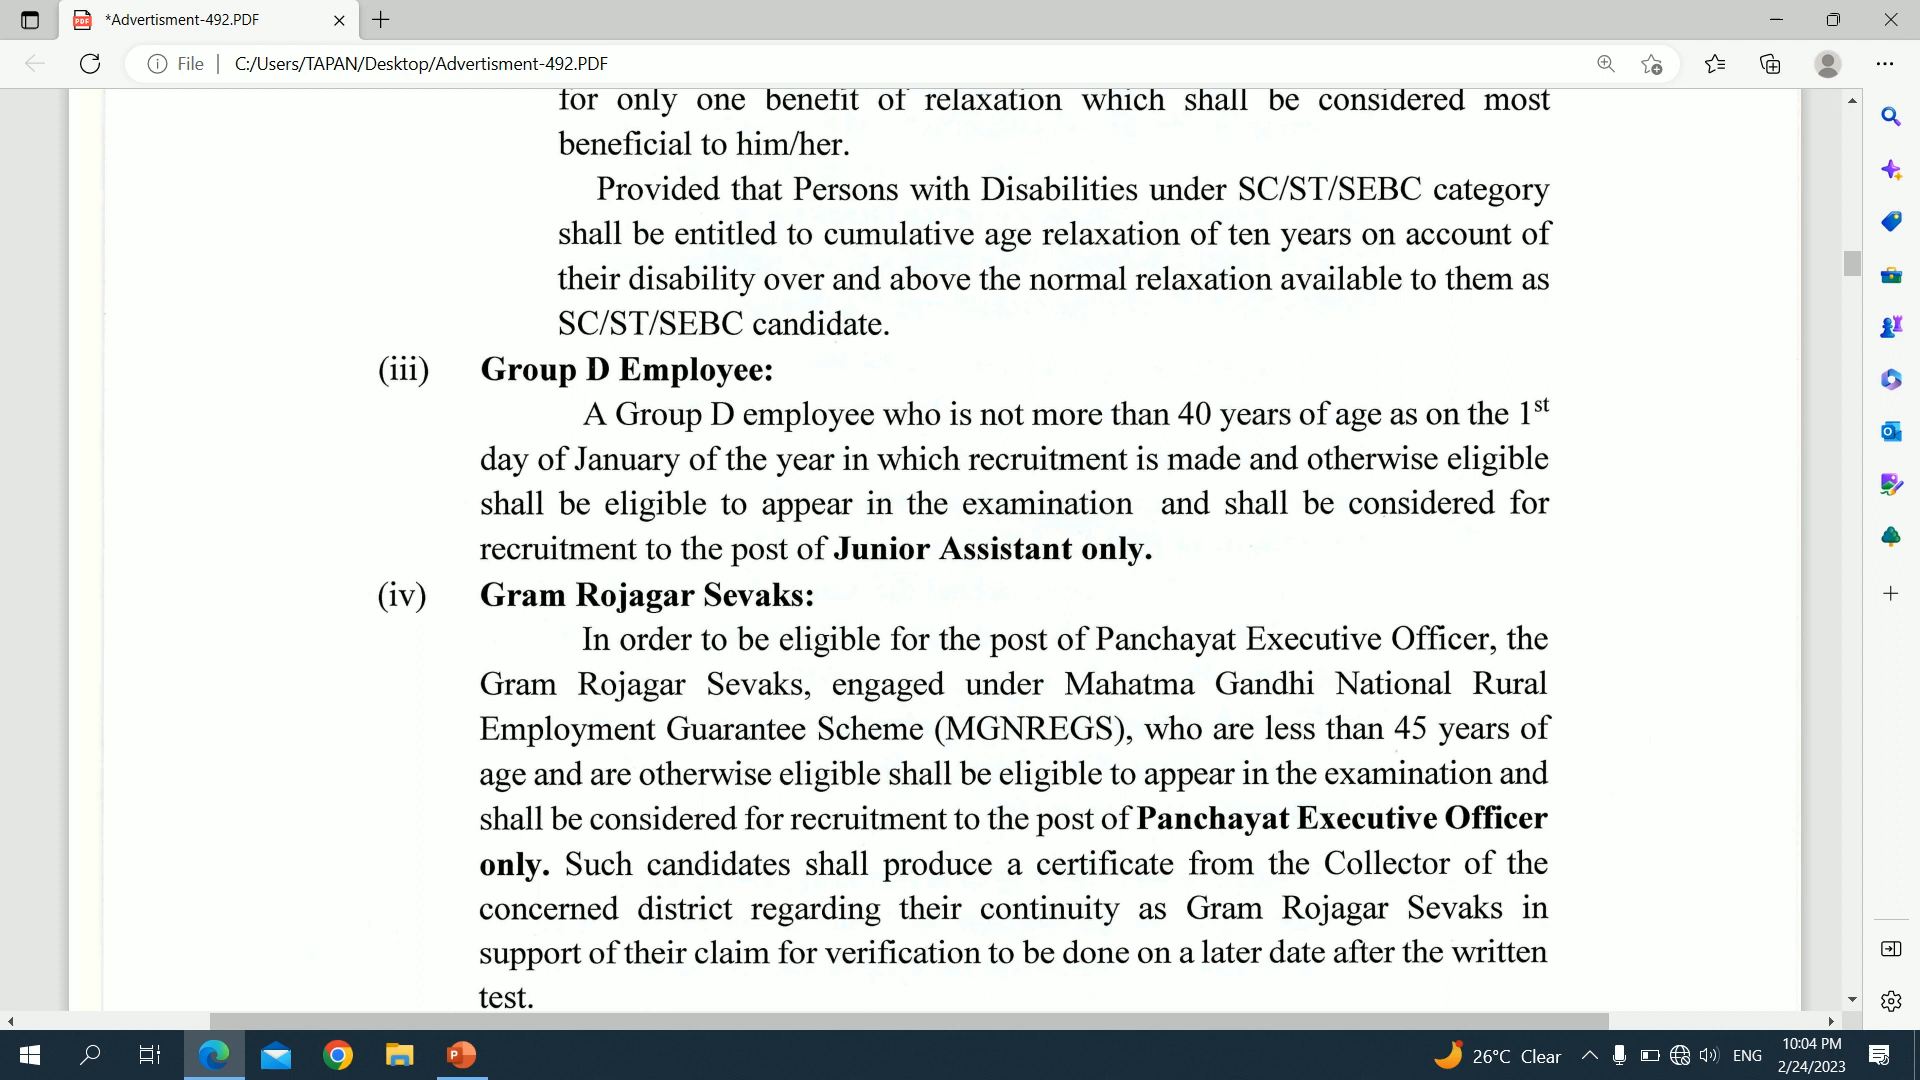 *Advertisment-492.PDF
File
C:/Users/TAPAN/Desktop/Advertisment-492.PDF
for only one benefit of relaxation which shall be considered most
beneficial to him/her.
Provided that Persons with Disabilities under SC/ST/SEBC category
shall be entitled to cumulative age relaxation of ten years on account of
their disability over and above the normal relaxation available to them as
SC/ST/SEBC candidate.
(iii) Group D Employee:
A Group D employee who is not more than 40 years of age as on the 1st
day of January of the year in which recruitment is made and otherwise eligible
shall be eligible to appear in the examination and shall be considered for
recruitment to the post of Junior Assistant only.
(iv) Gram Rojagar Sevaks:
In order to be eligible for the post of Panchayat Executive Officer, the
Gram Rojagar Sevaks, engaged under Mahatma Gandhi National Rural
Employment Guarantee Scheme (MGNREGS), who are less than 45 years of
age and are otherwise eligible shall be eligible to appear in the examination and
shall be considered for recruitment to the post of Panchayat Executive Officer
only. Such candidates shall produce a certificate from the Collector of the
concerned district regarding their continuity as Gram Rojagar Sevaks in
support of their claim for verification to be done on a later date after the written
test.
26°C Clear
ENG
10:04 PM
2/24/2023